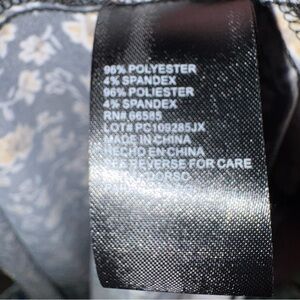 96% POLYESTER
4% SPANDEX
96% POLIESTER
4% SPANDEX
RN# 66585
LOT# PC109285JX
MADE IN CHINA
HECHO EN CHINA
SEE REVERSE FOR CARE
DORSO